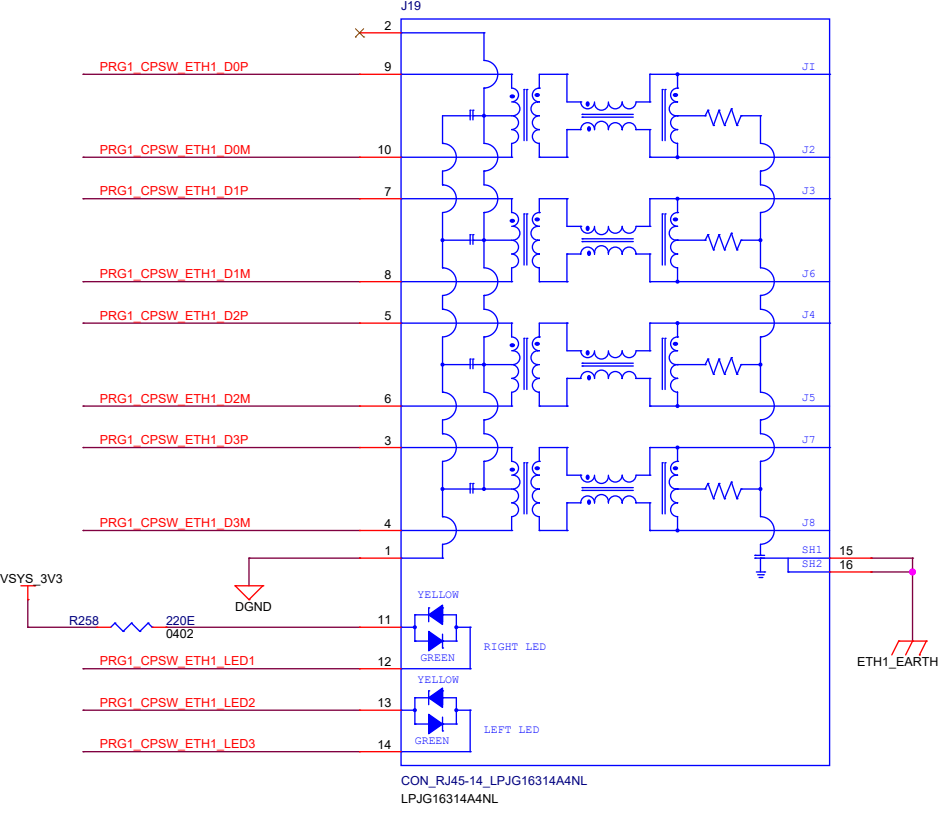 J19
2
PRG1_CPSW_ETH1_D0P 9 J1
PRG1_CPSW_ETH1_D0M 10 J2
PRG1_CPSW_ETH1_D1P 7 J3
PRG1_CPSW_ETH1_D1M 8 J6
PRG1_CPSW_ETH1_D2P 5 J4
PRG1_CPSW_ETH1_D2M 6 J5
PRG1_CPSW_ETH1_D3P 3 J7
PRG1_CPSW_ETH1_D3M 4 J8
1 SH1 15
SH2 16
VSYS_3V3
DGND
YELLOW
R258 220E 11
0402
RIGHT LED
GREEN
PRG1_CPSW_ETH1_LED1 12
ETH1_EARTH
YELLOW
PRG1_CPSW_ETH1_LED2 13
LEFT LED
GREEN
PRG1_CPSW_ETH1_LED3 14
CON_RJ45-14_LPJG16314A4NL
LPJG16314A4NL